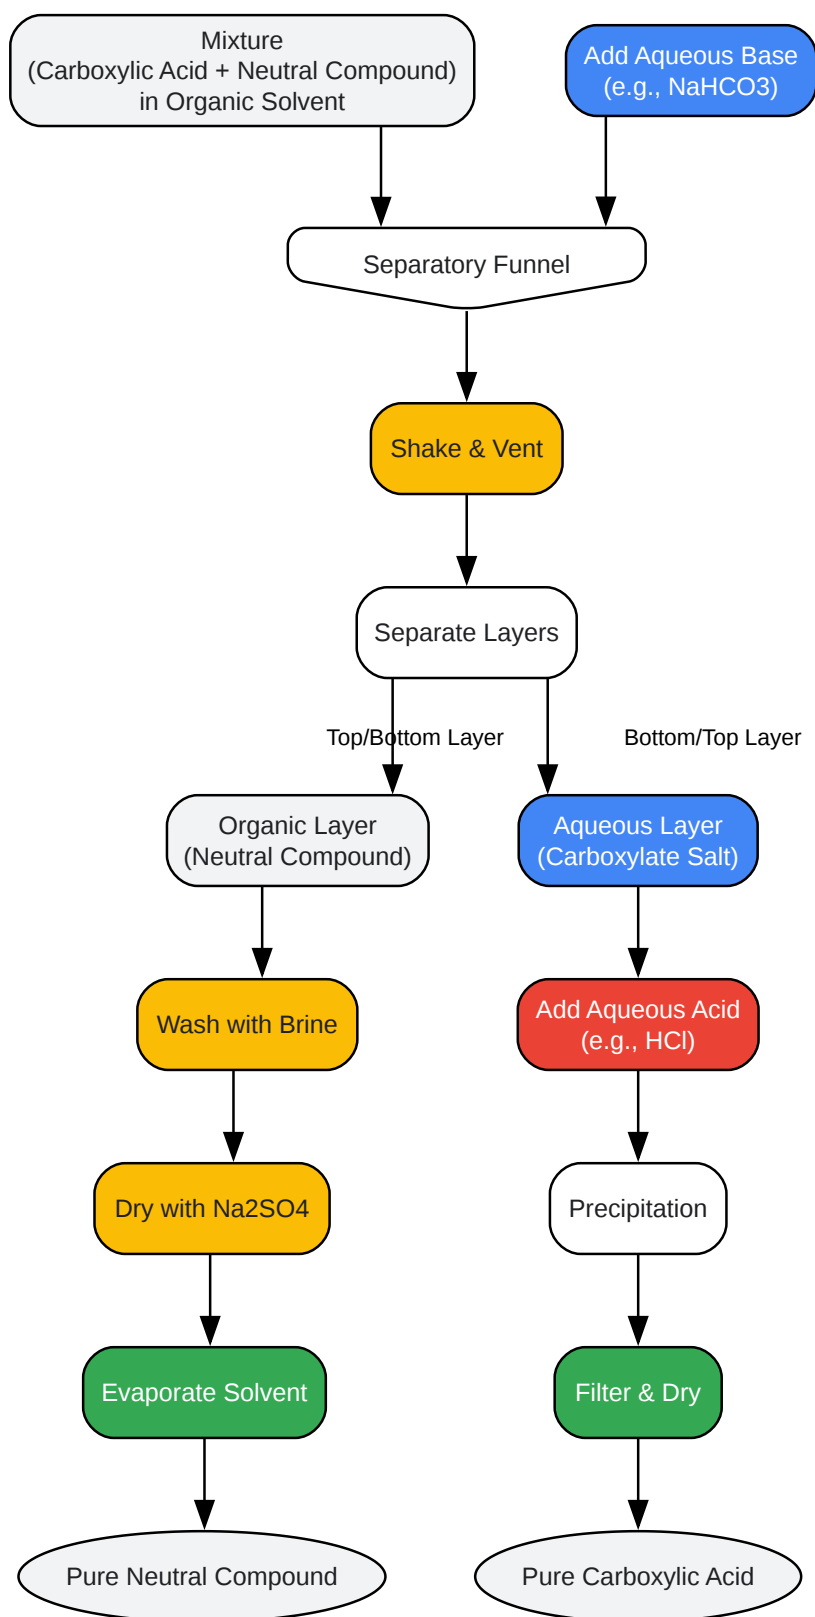 Mixture
(Carboxylic Acid + Neutral Compound)
in Organic Solvent
Add Aqueous Base
(e.g., NaHCO3)
Separatory Funnel
Shake & Vent
Separate Layers
Top/Bottom Layer
Bottom/Top Layer
Organic Layer
(Neutral Compound)
Aqueous Layer
(Carboxylate Salt)
Wash with Brine
Add Aqueous Acid
(e.g., HCl)
Dry with Na2SO4
Precipitation
Evaporate Solvent
Filter & Dry
Pure Neutral Compound
Pure Carboxylic Acid